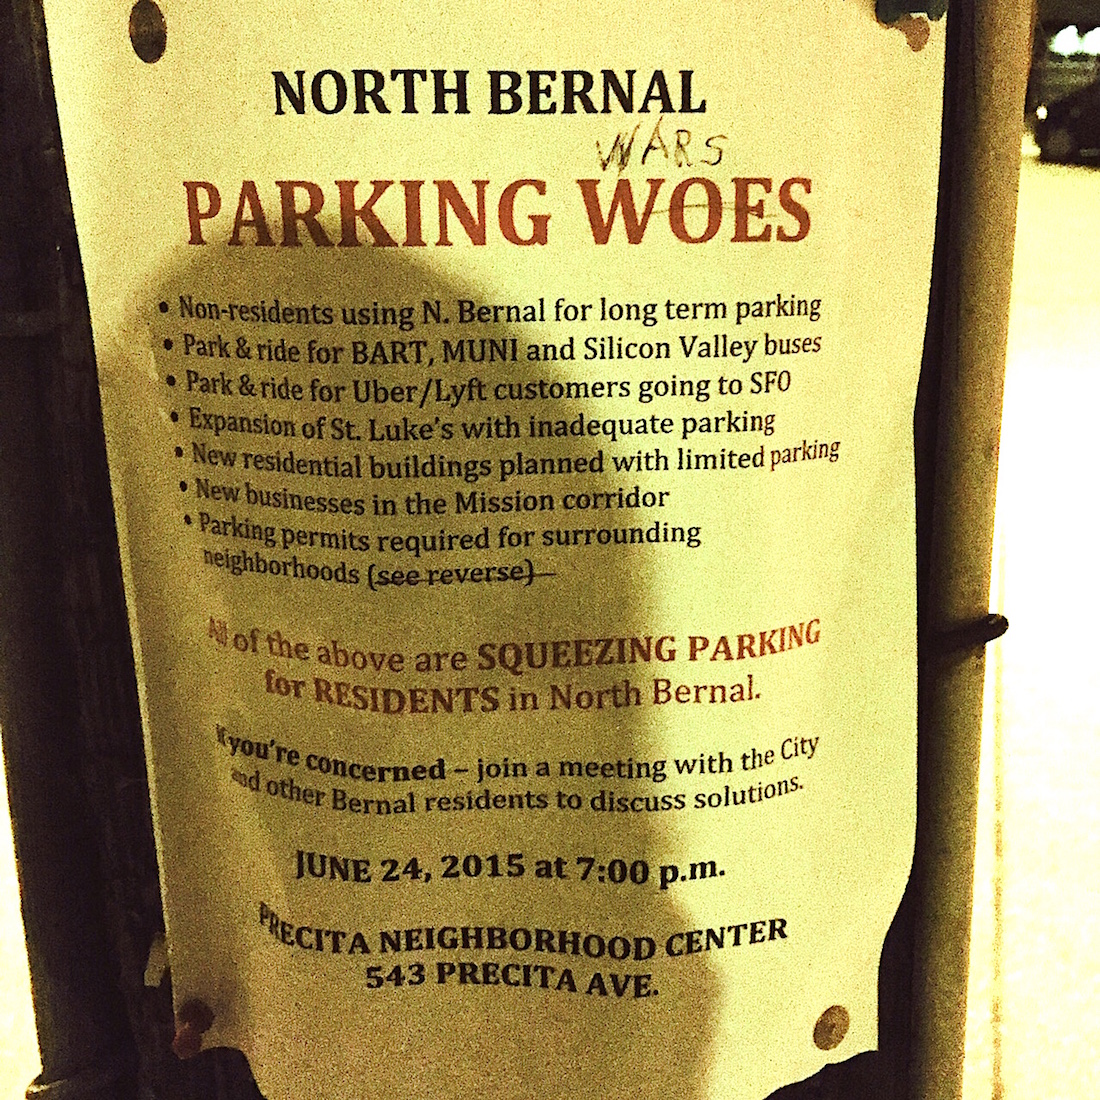 NORTH BERNAL
WARS
PARKING WOES
• Non-residents using N. Bernal for long term parking
• Park & ride for BART, MUNI and Silicon Valley buses
• Park & ride for Uber/Lyft customers going to SFO
• Expansion of St. Luke's with inadequate parking
• New residential buildings planned with limited parking
• New businesses in the Mission corridor
• Parking permits required for surrounding
neighborhoods (see reverse)
All of the above are SQUEEZING PARKING
for RESIDENTS in North Bernal.
If you're concerned – join a meeting with the City
and other Bernal residents to discuss solutions.
JUNE 24, 2015 at 7:00 p.m.
PRECITA NEIGHBORHOOD CENTER
543 PRECITA AVE.